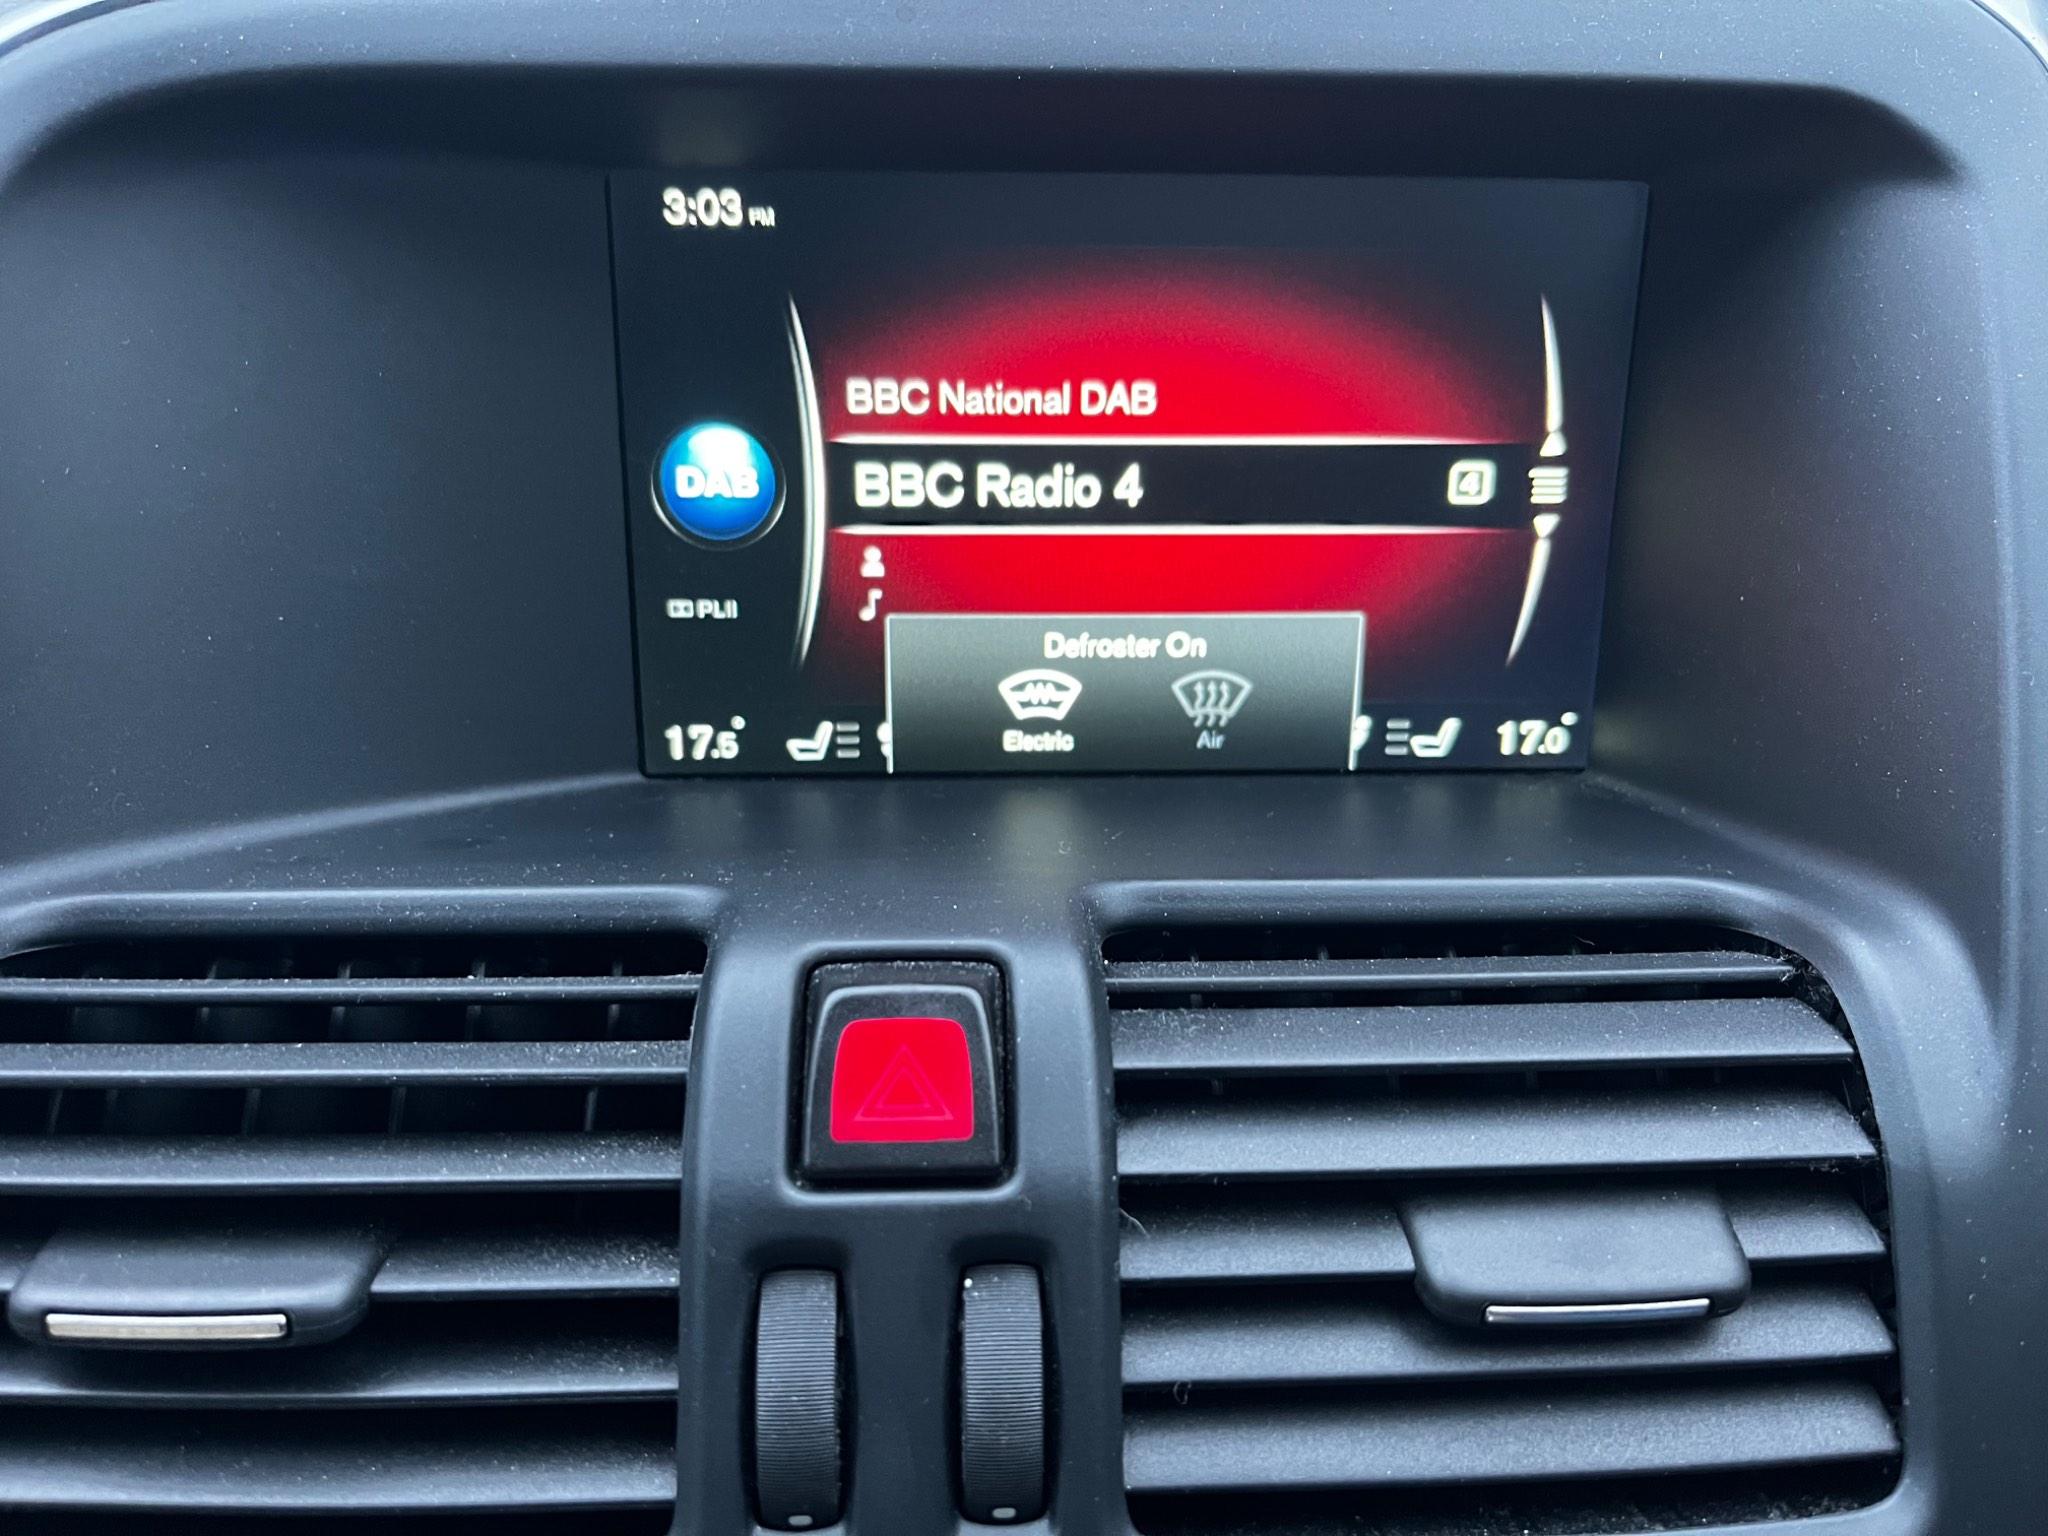 3:03 PM
BBC National DAB
DAB
BBC Radio 4 4
PLII
Defroster On
Electric Air
17.5° 17.0°